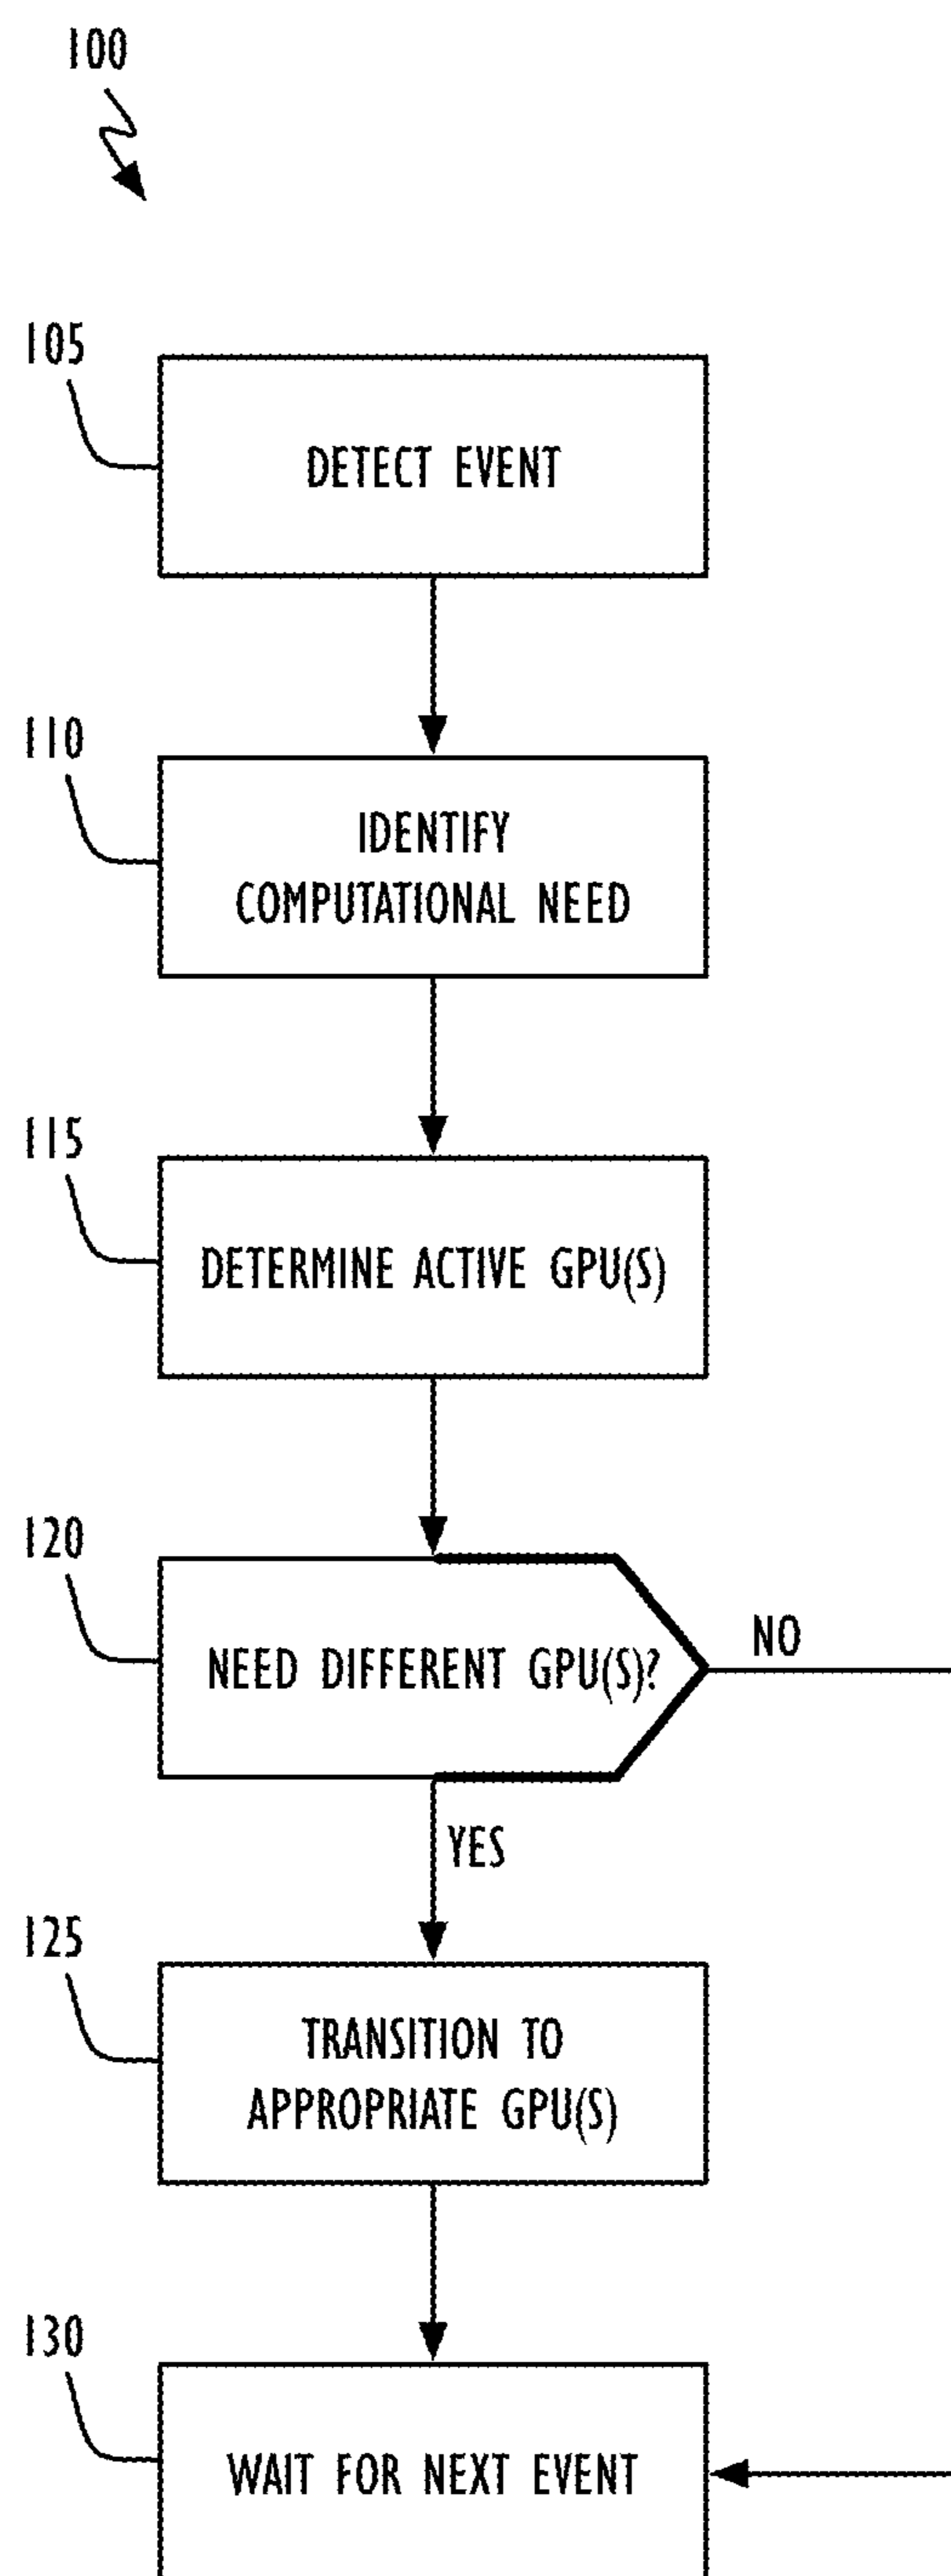 100
105
DETECT EVENT
110
IDENTIFY
COMPUTATIONAL NEED
115
DETERMINE ACTIVE GPU(S)
120
NEED DIFFERENT GPU(S)?
NO
YES
125
TRANSITION TO
APPROPRIATE GPU(S)
130
WAIT FOR NEXT EVENT